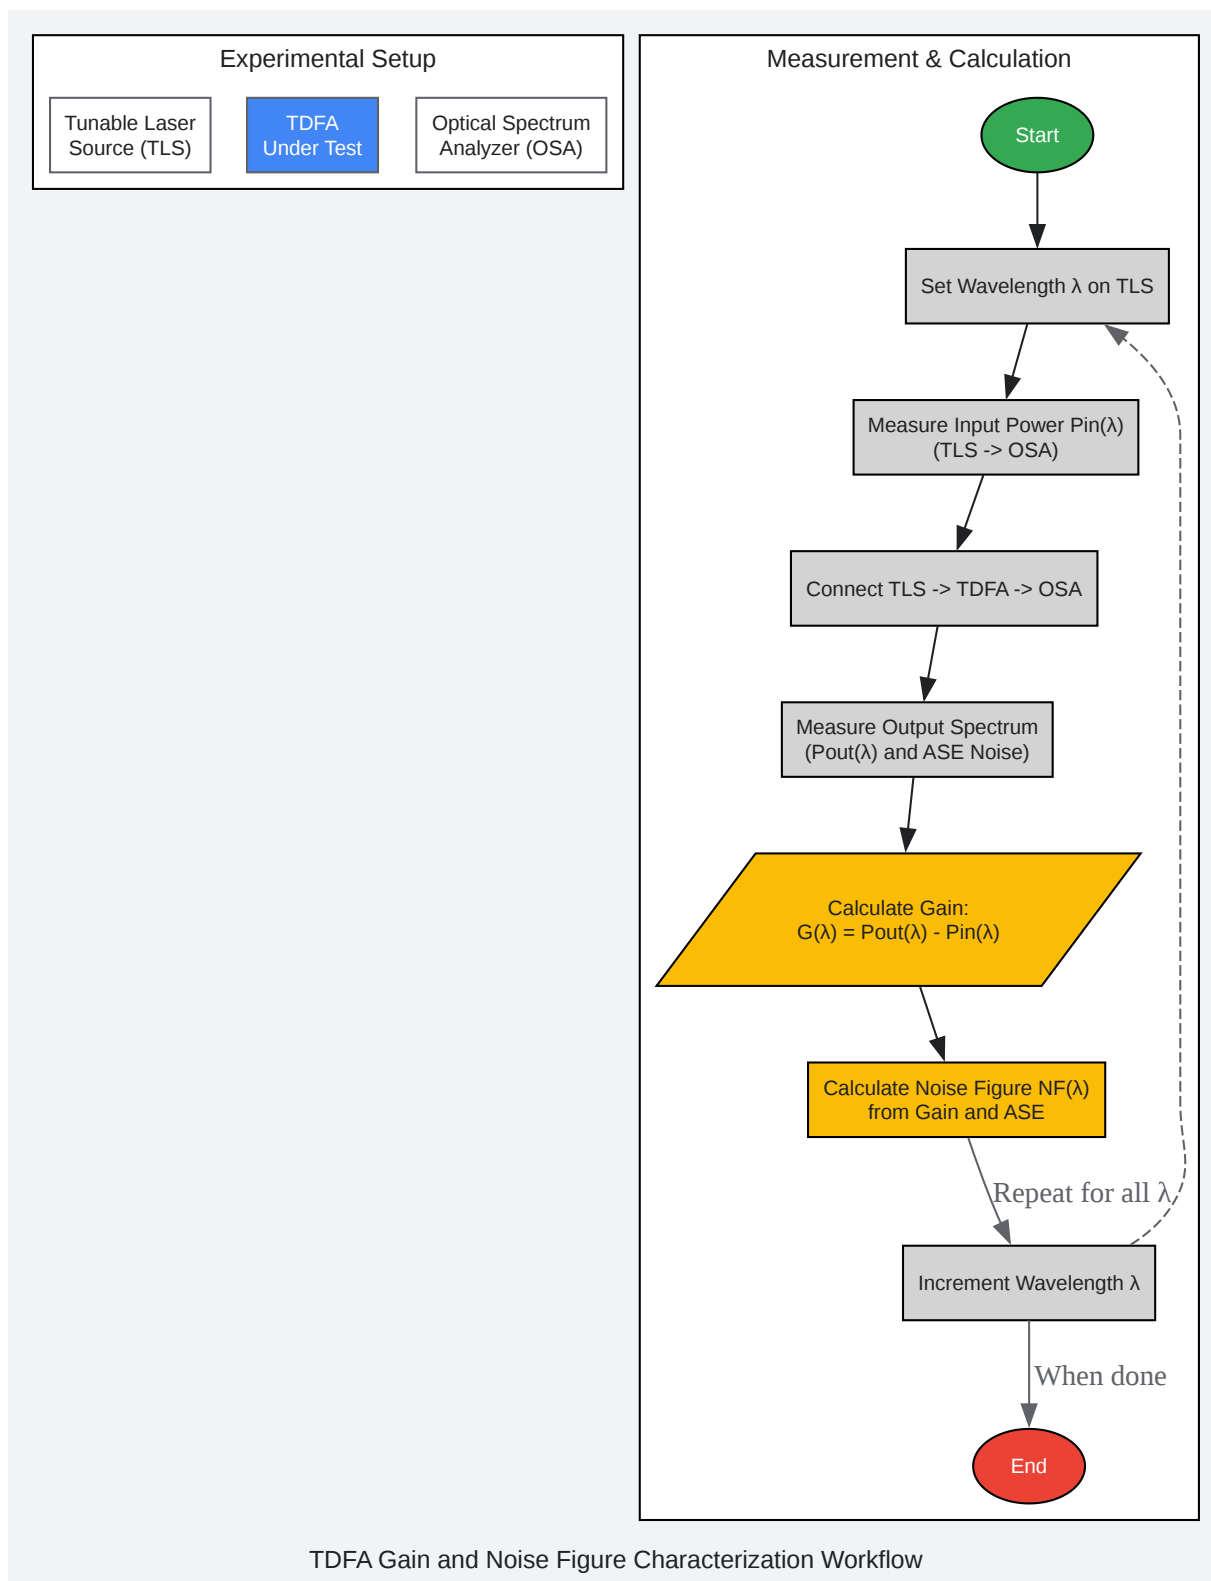 Experimental Setup
Tunable Laser
Source (TLS)
TDFA
Under Test
Optical Spectrum
Analyzer (OSA)
Measurement & Calculation
Start
Set Wavelength λ on TLS
Measure Input Power Pin(λ)
(TLS -> OSA)
Connect TLS -> TDFA -> OSA
Measure Output Spectrum
(Pout(λ) and ASE Noise)
Calculate Gain:
G(λ) = Pout(λ) - Pin(λ)
Calculate Noise Figure NF(λ)
from Gain and ASE
Repeat for all λ
Increment Wavelength λ
When done
End
TDFA Gain and Noise Figure Characterization Workflow